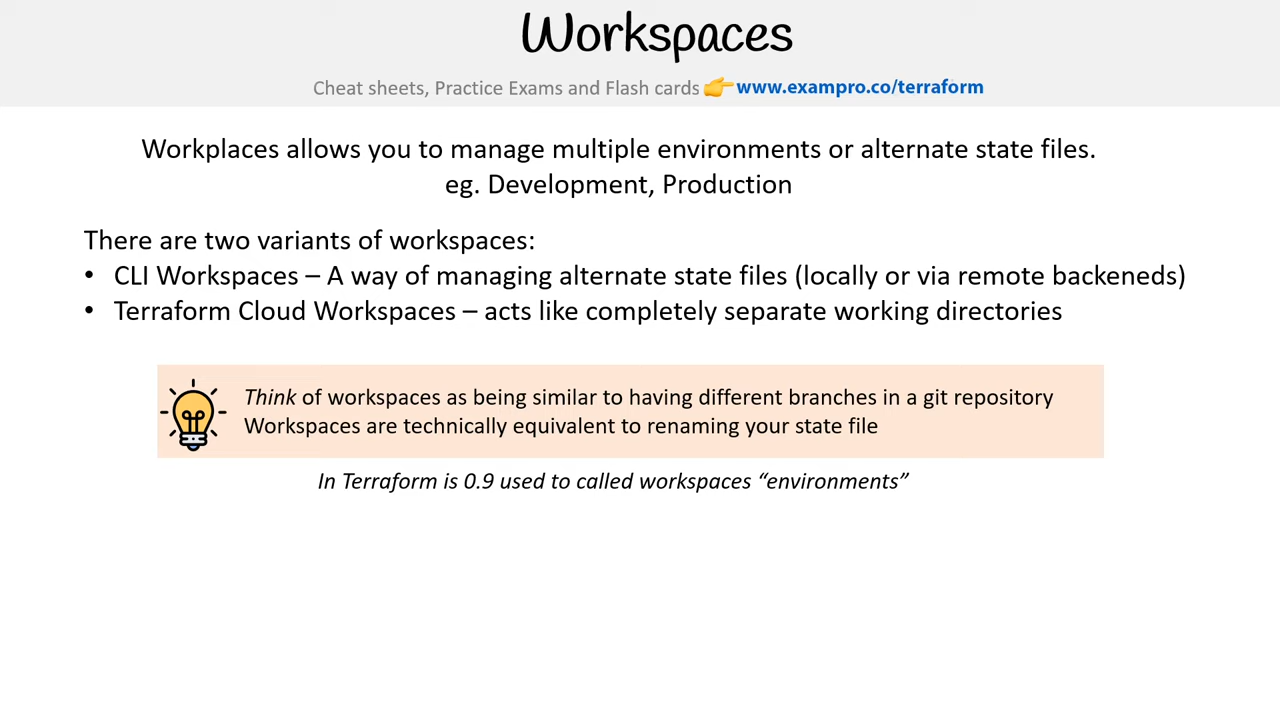 Workspaces
Cheat sheets, Practice Exams and Flash cards 👉 www.exampro.co/terraform
Workplaces allows you to manage multiple environments or alternate state files.
eg. Development, Production
There are two variants of workspaces:
• CLI Workspaces – A way of managing alternate state files (locally or via remote backeneds)
• Terraform Cloud Workspaces – acts like completely separate working directories
Think of workspaces as being similar to having different branches in a git repository
Workspaces are technically equivalent to renaming your state file
In Terraform is 0.9 used to called workspaces “environments”